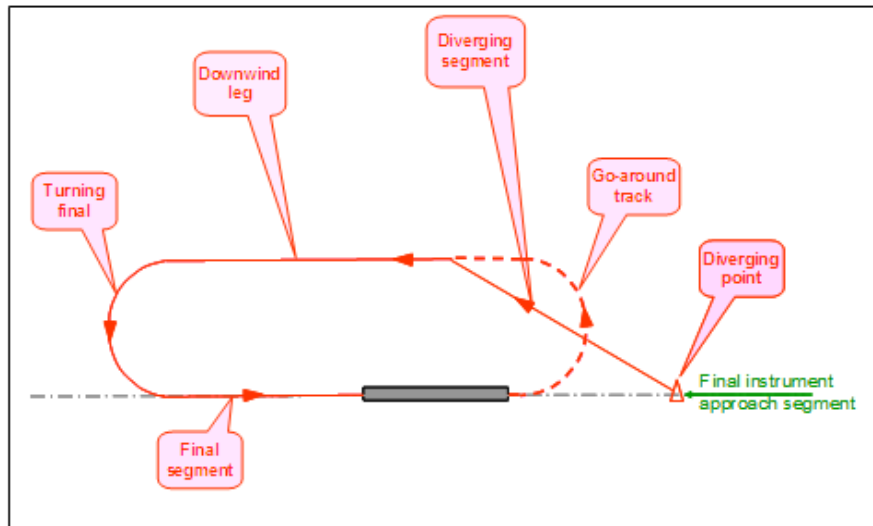 Diverging
segment
Downwind
leg
Turning
final
Go-around
track
Diverging
point
Final instrument
approach segment
Final
segment